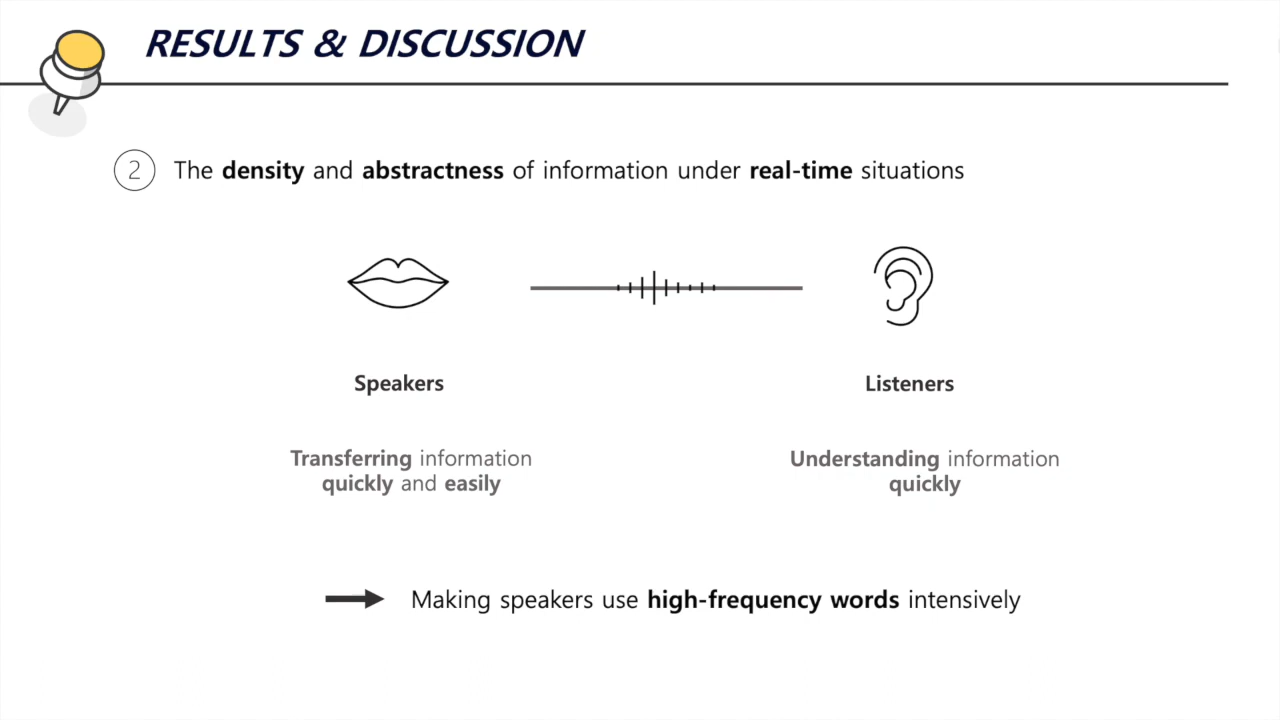 RESULTS & DISCUSSION
2 The density and abstractness of information under real-time situations
Speakers
Listeners
Transferring information
quickly and easily
Understanding information
quickly
Making speakers use high-frequency words intensively